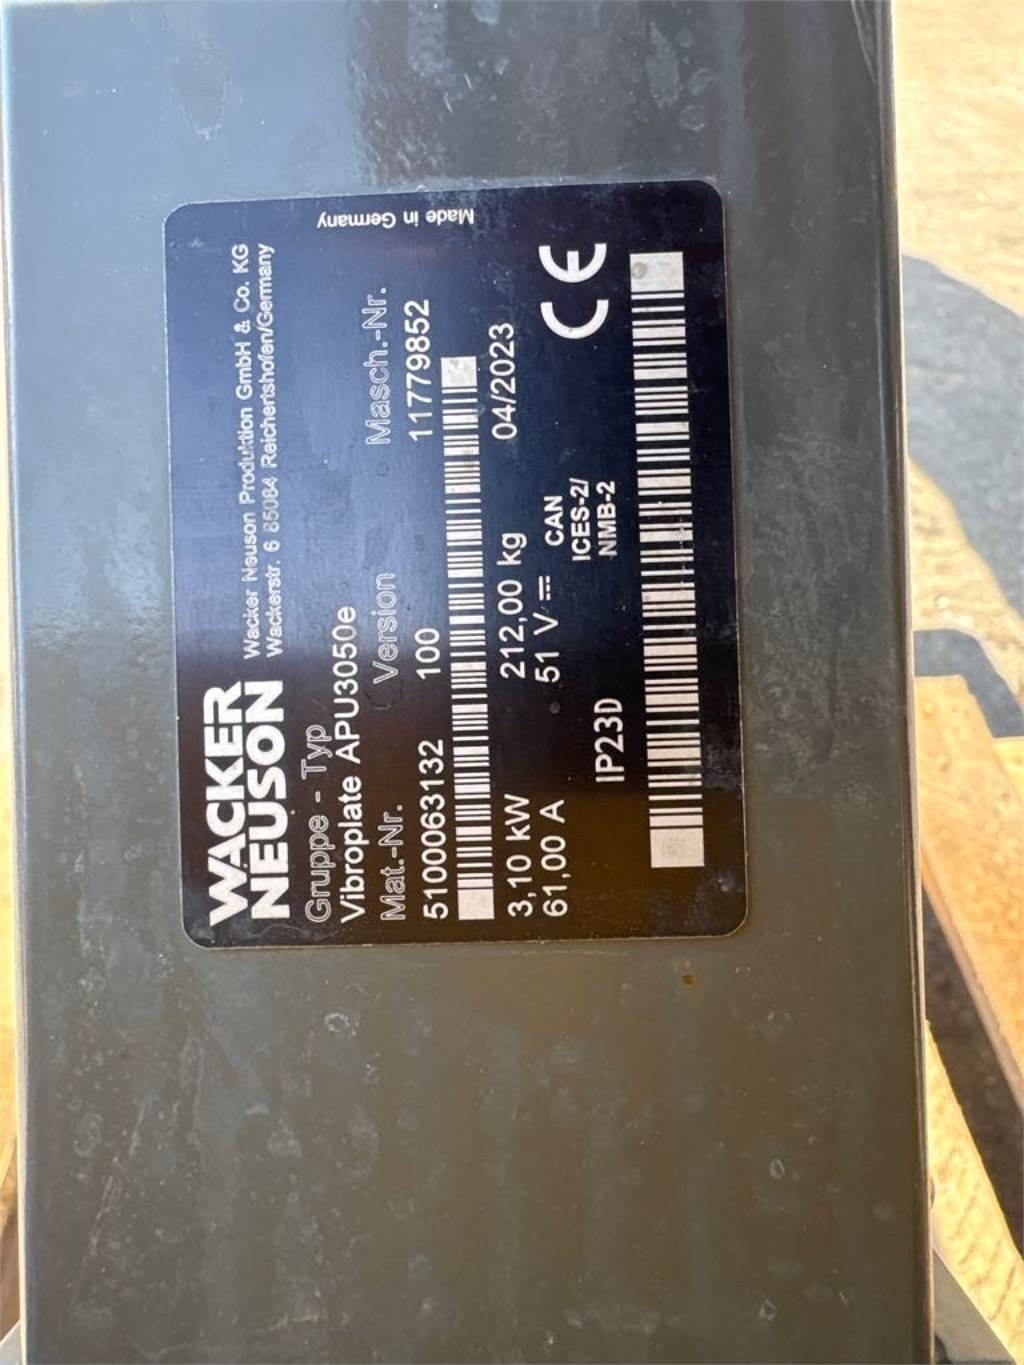 WACKER
NEUSON
Wacker Neuson Produktion GmbH & Co. KG
Wackerstr. 6 85084 Reichertshofen/Germany
Gruppe - Typ
Vibroplate APU3050e
Mat.-Nr. Version Masch.-Nr.
5100063132 100 11779852
3,10 kW 212,00 kg 04/2023
61,00 A 51 V
CAN
ICES-2/
NMB-2
IP23D
CE
Made in Germany